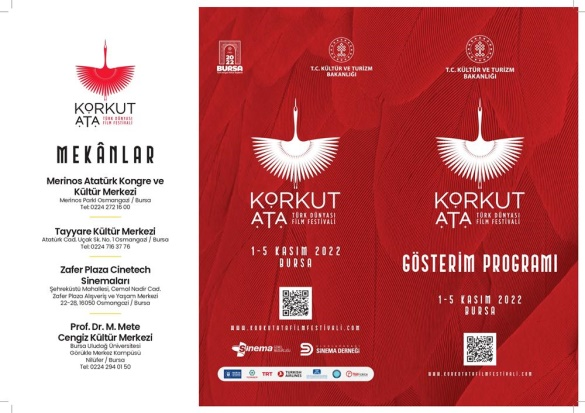 KORKUT
ATA
TÜRK DÜNYASI
FİLM FESTİVALİ
MEKÂNLAR
Merinos Atatürk Kongre ve
Kültür Merkezi
Merinos Parkı Osmangazi / Bursa
Tel: 0224 272 16 00
Tayyare Kültür Merkezi
Atatürk Cad. Uçak Sk, No. 1 Osmangazi / Bursa
Tel: 0224 716 37 76
Zafer Plaza Cinetech
Sinemaları
Şehreküstü Mahallesi, Cemal Nadir Cad.
Zafer Plaza Alışveriş ve Yaşam Merkezi
22-28, 16050 Osmangazi / Bursa
Prof. Dr. M. Mete
Cengiz Kültür Merkezi
Bursa Uludağ Üniversitesi
Görükle Merkez Kampüsü
Nilüfer / Bursa
Tel: 0224 294 01 50
2022
BURSA
T.C. KÜLTÜR VE TURİZM
BAKANLIĞI
KORKUT
ATA
TÜRK DÜNYASI
FİLM FESTİVALİ
1-5 KASIM 2022
BURSA
WWW.KORKUTATAFILMFESTIVALI.COM
Sinema
SİNEMA DERNEĞİ
TRT
TURKISH
AIRLINES
T.C. KÜLTÜR VE TURİZM
BAKANLIĞI
KORKUT
ATA
TÜRK DÜNYASI
FİLM FESTİVALİ
GÖSTERİM PROGRAMI
1-5 KASIM 2022
BURSA
WWW.KORKUTATAFILMFESTIVALI.COM